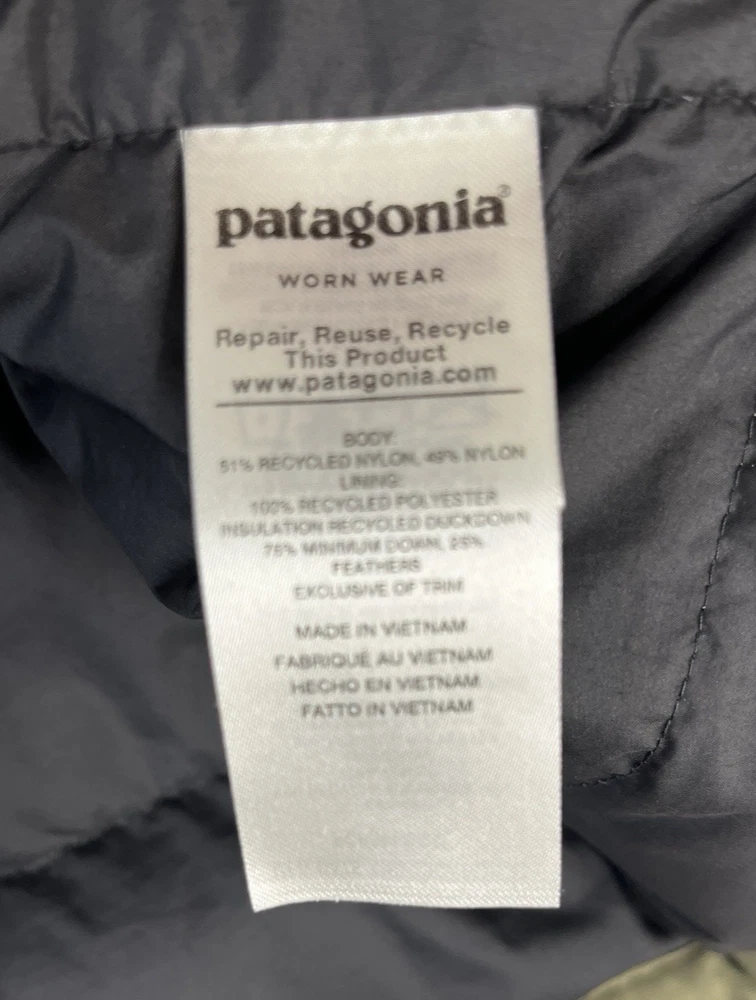 patagonia®
WORN WEAR
Repair, Reuse, Recycle
This Product
www.patagonia.com
BODY:
51% RECYCLED NYLON, 49% NYLON
LINING:
100% RECYCLED POLYESTER
INSULATION RECYCLED DUCKDOWN
75% MINIMUM DOWN, 25%
FEATHERS
EXCLUSIVE OF TRIM
MADE IN VIETNAM
FABRIQUÉ AU VIETNAM
HECHO EN VIETNAM
FATTO IN VIETNAM